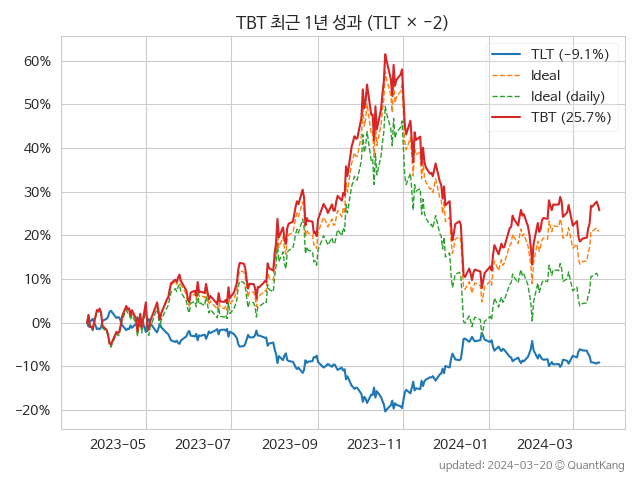 TBT 최근 1년 성과 (TLT × −2)
TLT (−9.1%)
Ideal
Ideal (daily)
TBT (25.7%)
60%
50%
40%
30%
20%
10%
0%
−10%
−20%
2023−05 2023−07 2023−09 2023−11 2024−01 2024−03
updated: 2024−03−20 © QuantKang